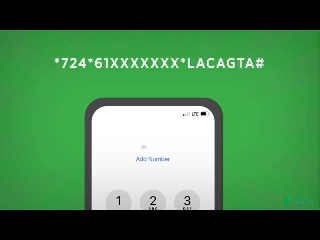 *724*61XXXXXXX*LACAGTA#
LTE
*
Add Number
1
2
3
ABC
DEF